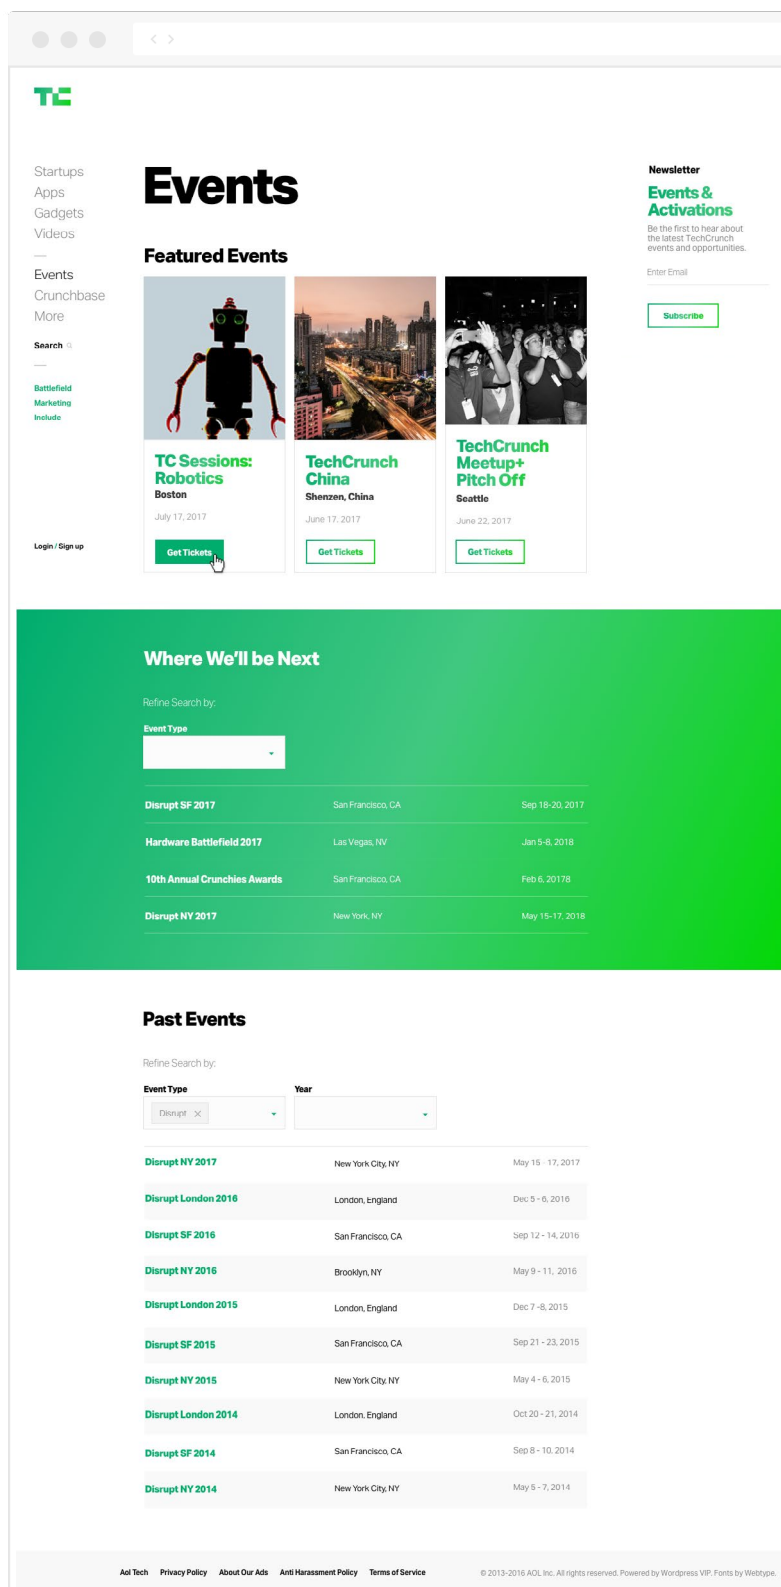 TC
Startups
Apps
Gadgets
Videos
Events
Crunchbase
More
Search
Battlefield
Marketing
Include
Login / Sign up
Events
Featured Events
TC Sessions:
Robotics
Boston
July 17, 2017
Get Tickets
TechCrunch
China
Shenzen, China
June 17. 2017
Get Tickets
TechCrunch
Meetup+
Pitch Off
Seattle
June 22, 2017
Get Tickets
Newsletter
Events &
Activations
Be the first to hear about
the latest TechCrunch
events and opportunities.
Enter Email
Subscribe
Where We'll be Next
Refine Search by:
Event Type
Disrupt SF 2017 San Francisco, CA Sep 18-20, 2017
Hardware Battlefield 2017 Las Vegas, NV Jan 5-8, 2018
10th Annual Crunchies Awards San Francisco, CA Feb 6, 20178
Disrupt NY 2017 New York, NY May 15-17, 2018
Past Events
Refine Search by:
Event Type Year
Disrupt ×
Disrupt NY 2017 New York City, NY May 15 - 17, 2017
Disrupt London 2016 London, England Dec 5 - 6, 2016
Disrupt SF 2016 San Francisco, CA Sep 12 - 14, 2016
Disrupt NY 2016 Brooklyn, NY May 9 - 11, 2016
Disrupt London 2015 London, England Dec 7 -8, 2015
Disrupt SF 2015 San Francisco, CA Sep 21 - 23, 2015
Disrupt NY 2015 New York City, NY May 4 - 6, 2015
Disrupt London 2014 London, England Oct 20 - 21, 2014
Disrupt SF 2014 San Francisco, CA Sep 8 - 10. 2014
Disrupt NY 2014 New York City, NY May 5 - 7, 2014
Aol Tech Privacy Policy About Our Ads Anti Harassment Policy Terms of Service © 2013-2016 AOL Inc. All rights reserved. Powered by Wordpress VIP. Fonts by Webtype.